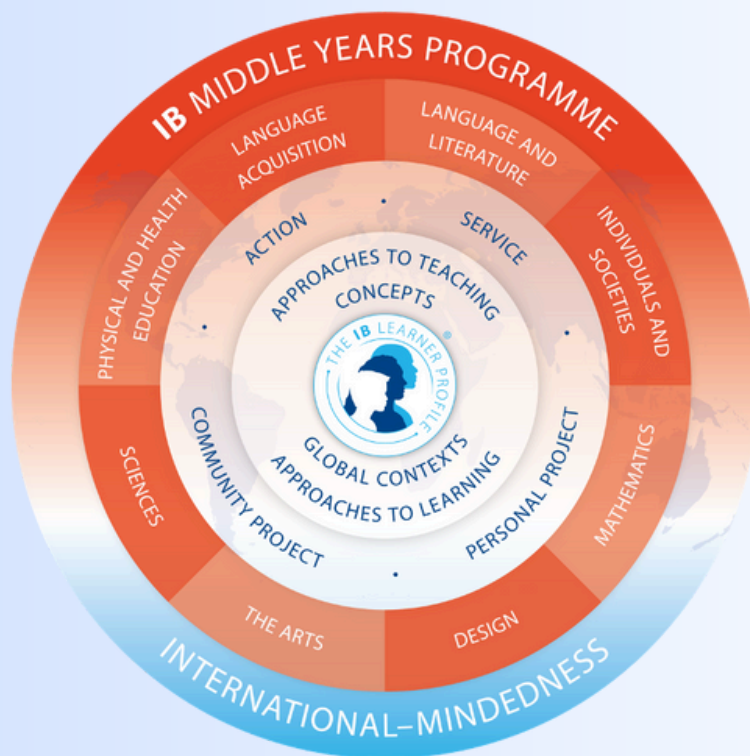 IB MIDDLE YEARS PROGRAMME
LANGUAGE
ACQUISITION
LANGUAGE AND
LITERATURE
INDIVIDUALS AND
SOCIETIES
MATHEMATICS
DESIGN
THE ARTS
SCIENCES
PHYSICAL AND HEALTH
EDUCATION
ACTION
SERVICE
PERSONAL PROJECT
COMMUNITY PROJECT
APPROACHES TO TEACHING
CONCEPTS
THE IB LEARNER PROFILE
®
GLOBAL CONTEXTS
APPROACHES TO LEARNING
INTERNATIONAL–MINDEDNESS